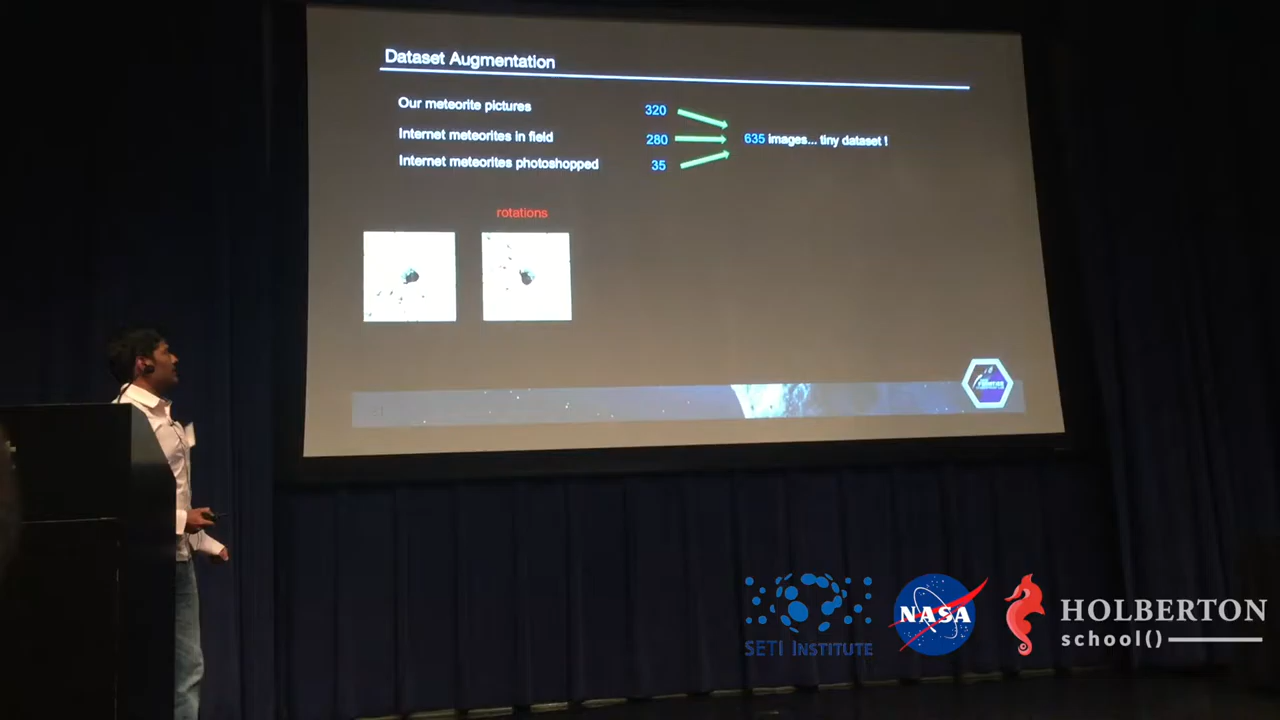 Dataset Augmentation
Our meteorite pictures 320
Internet meteorites in field 280 635 images... tiny dataset !
Internet meteorites photoshopped 35
rotations
SETI INSTITUTE
NASA
HOLBERTON
school()